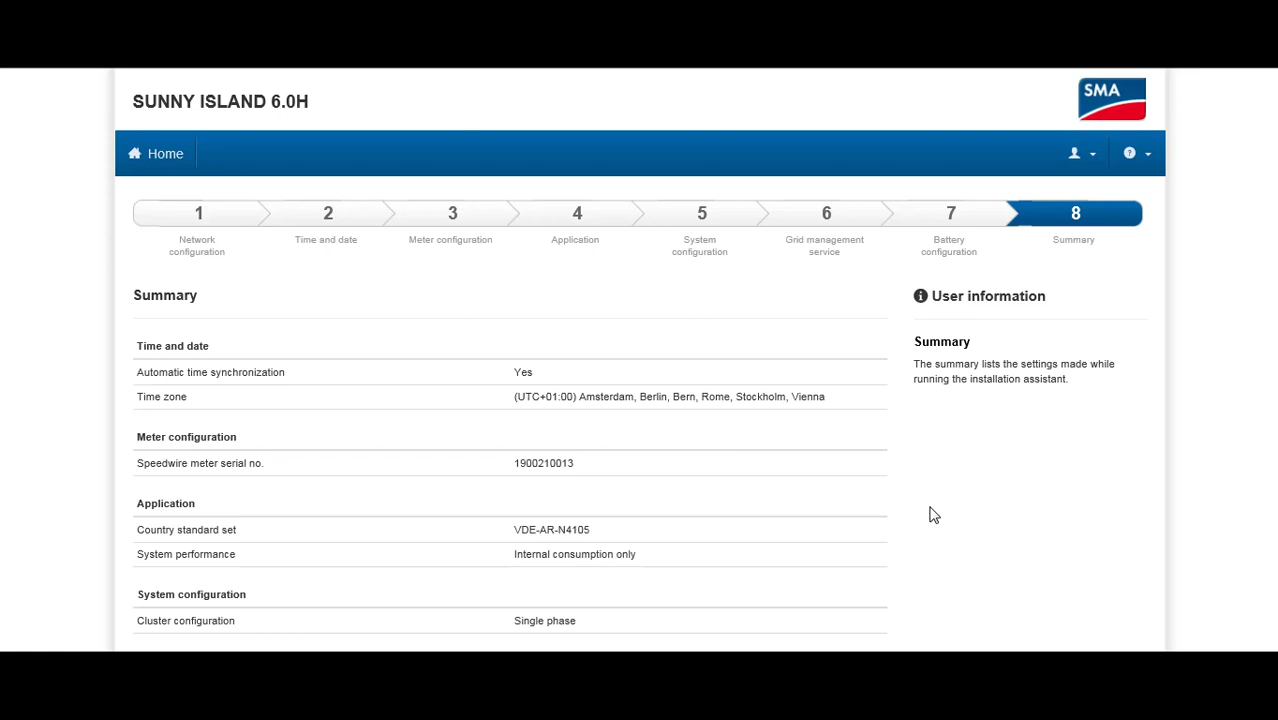 SUNNY ISLAND 6.0H
SMA
Home
1 2 3 4 5 6 7 8
Network configuration
Time and date
Meter configuration
Application
System configuration
Grid management service
Battery configuration
Summary
Summary
Time and date
Automatic time synchronization Yes
Time zone (UTC+01:00) Amsterdam, Berlin, Bern, Rome, Stockholm, Vienna
Meter configuration
Speedwire meter serial no. 1900210013
Application
Country standard set VDE-AR-N4105
System performance Internal consumption only
System configuration
Cluster configuration Single phase
User information
Summary
The summary lists the settings made while
running the installation assistant.